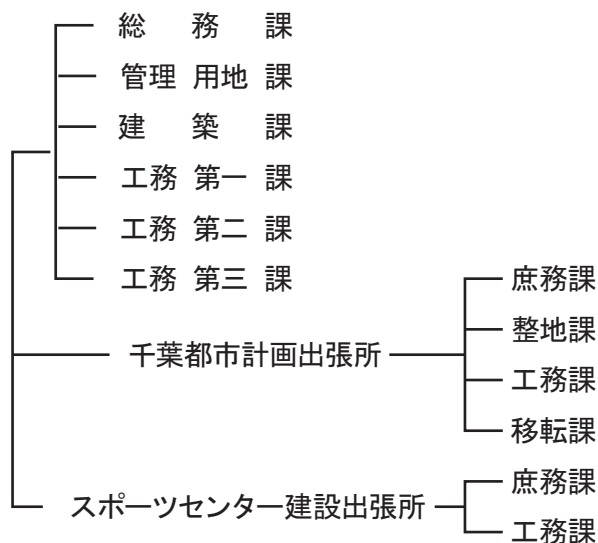 総務課
管理用地課
建築課
工務第一課
工務第二課
工務第三課
千葉都市計画出張所
庶務課
整地課
工務課
移転課
スポーツセンター建設出張所
庶務課
工務課